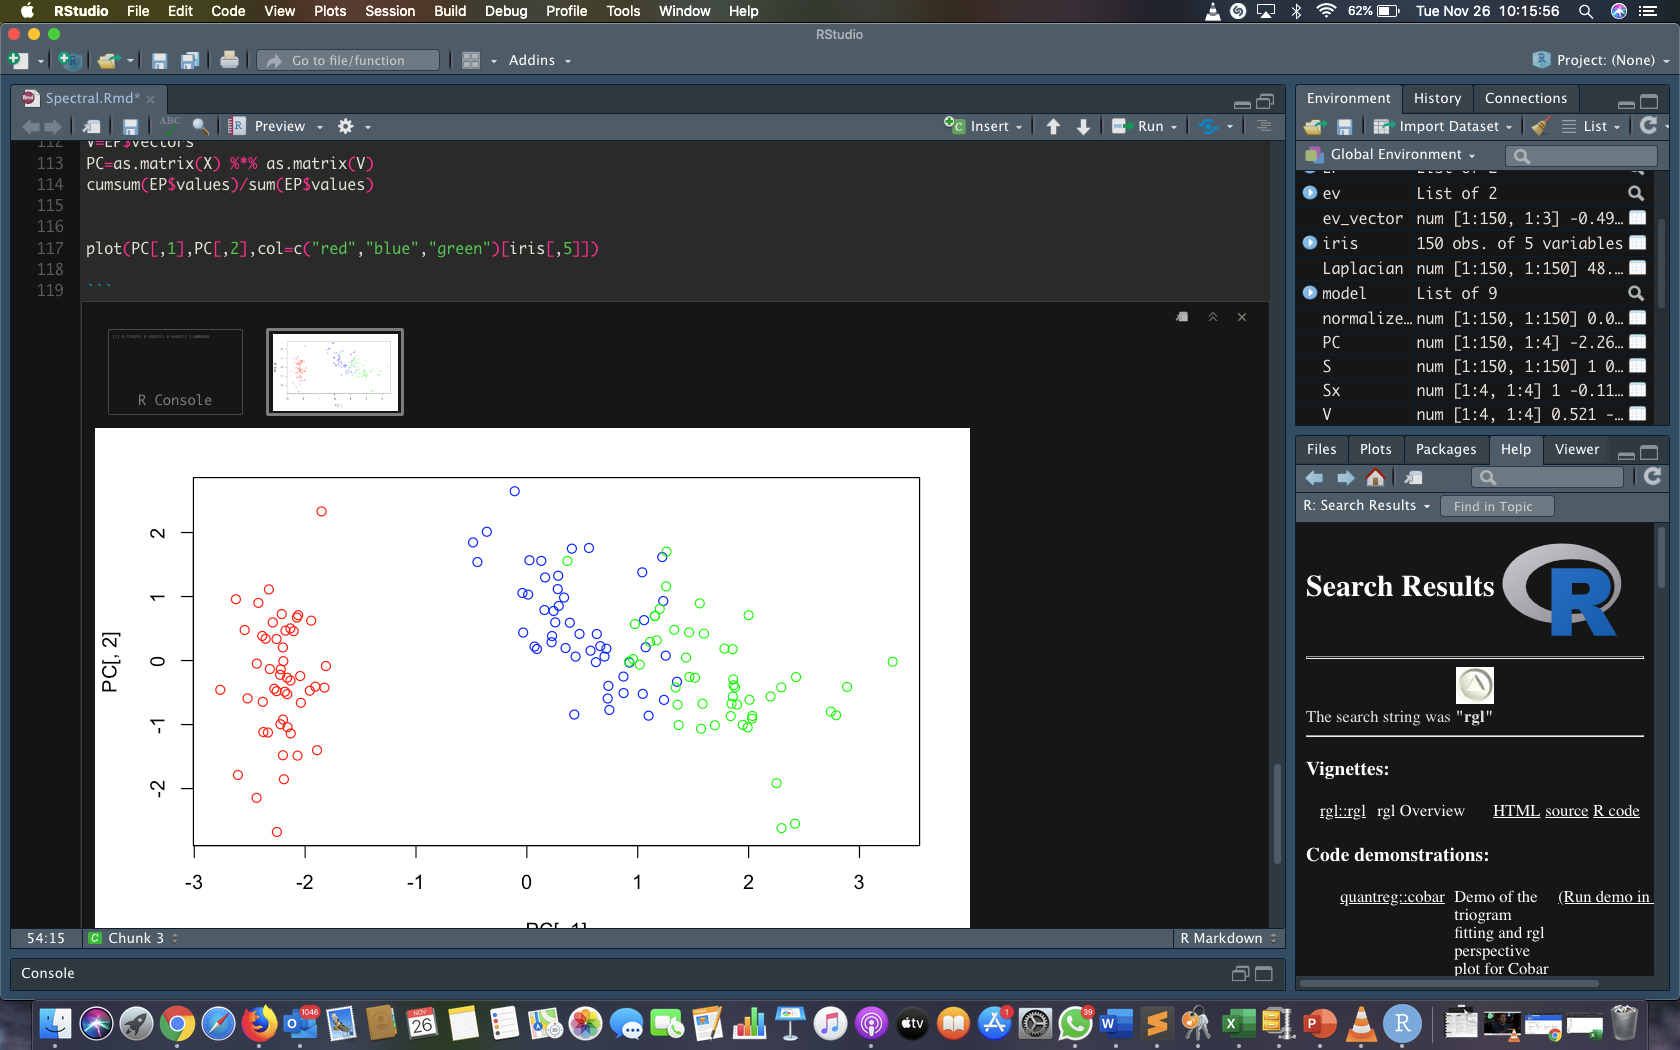 RStudio File Edit Code View Plots Session Build Debug Profile Tools Window Help 62% Tue Nov 26 10:15:56
RStudio
Go to file/function Addins Project: (None)
Spectral.Rmd*
ABC Preview Insert Run
112 V=EP$vectors
113 PC=as.matrix(X) %*% as.matrix(V)
114 cumsum(EP$values)/sum(EP$values)
115
116
117 plot(PC[,1],PC[,2],col=c("red","blue","green")[iris[,5]])
118
119 ```
R Console
PC[, 2]
2
1
0
-1
-2
-3 -2 -1 0 1 2 3
PC[, 1]
54:15 Chunk 3 R Markdown
Console
Environment History Connections
Import Dataset List
Global Environment
ev List of 2
ev_vector num [1:150, 1:3] -0.49…
iris 150 obs. of 5 variables
Laplacian num [1:150, 1:150] 48.…
model List of 9
normalize… num [1:150, 1:150] 0.0…
PC num [1:150, 1:4] -2.26…
S num [1:150, 1:150] 1 0…
Sx num [1:4, 1:4] 1 -0.11…
V num [1:4, 1:4] 0.521 -…
Files Plots Packages Help Viewer
R: Search Results Find in Topic
Search Results R
The search string was "rgl"
Vignettes:
rgl::rgl rgl Overview HTML source R code
Code demonstrations:
quantreg::cobar Demo of the (Run demo in
triogram
fitting and rgl
perspective
plot for Cobar
1046 NOV 26 tv 1 39 W X P R